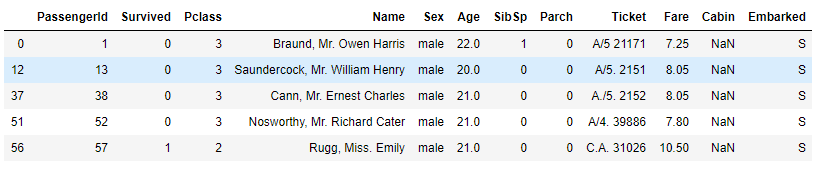 PassengerId Survived Pclass Name Sex Age SibSp Parch Ticket Fare Cabin Embarked
0 1 0 3 Braund, Mr. Owen Harris male 22.0 1 0 A/5 21171 7.25 NaN S
12 13 0 3 Saundercock, Mr. William Henry male 20.0 0 0 A/5. 2151 8.05 NaN S
37 38 0 3 Cann, Mr. Ernest Charles male 21.0 0 0 A./5. 2152 8.05 NaN S
51 52 0 3 Nosworthy, Mr. Richard Cater male 21.0 0 0 A/4. 39886 7.80 NaN S
56 57 1 2 Rugg, Miss. Emily male 21.0 0 0 C.A. 31026 10.50 NaN S